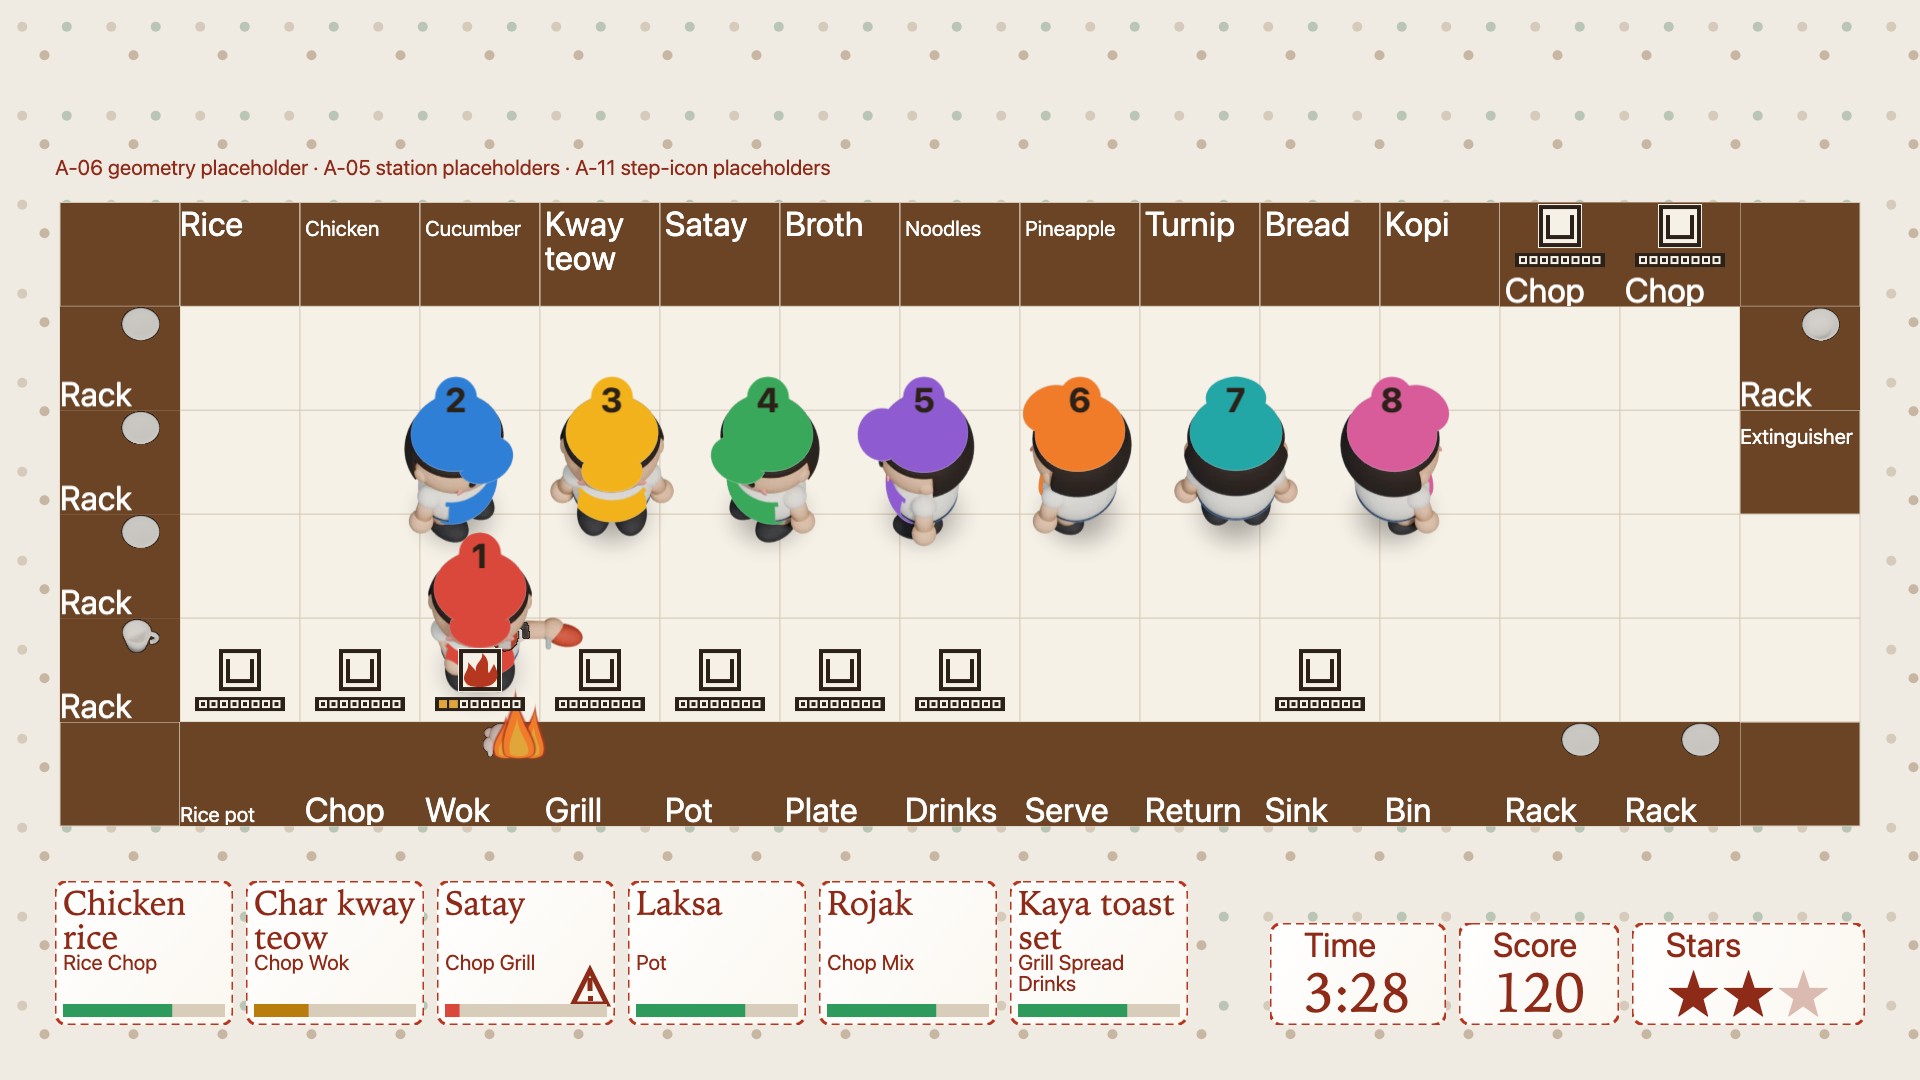 A-06 geometry placeholder · A-05 station placeholders · A-11 step-icon placeholders
Rice
Chicken
Cucumber
Kway
teow
Satay
Broth
Noodles
Pineapple
Turnip
Bread
Kopi
Chop
Chop
Rack
Rack
2
3
4
5
6
7
8
Extinguisher
Rack
1
Rack
Rack
Rice pot
Chop
Wok
Grill
Pot
Plate
Drinks
Serve
Return
Sink
Bin
Rack
Rack
Chicken
rice
Rice Chop
Char kway
teow
Chop Wok
Satay
Chop Grill
Laksa
Pot
Rojak
Chop Mix
Kaya toast
set
Grill Spread
Drinks
Time
3:28
Score
120
Stars